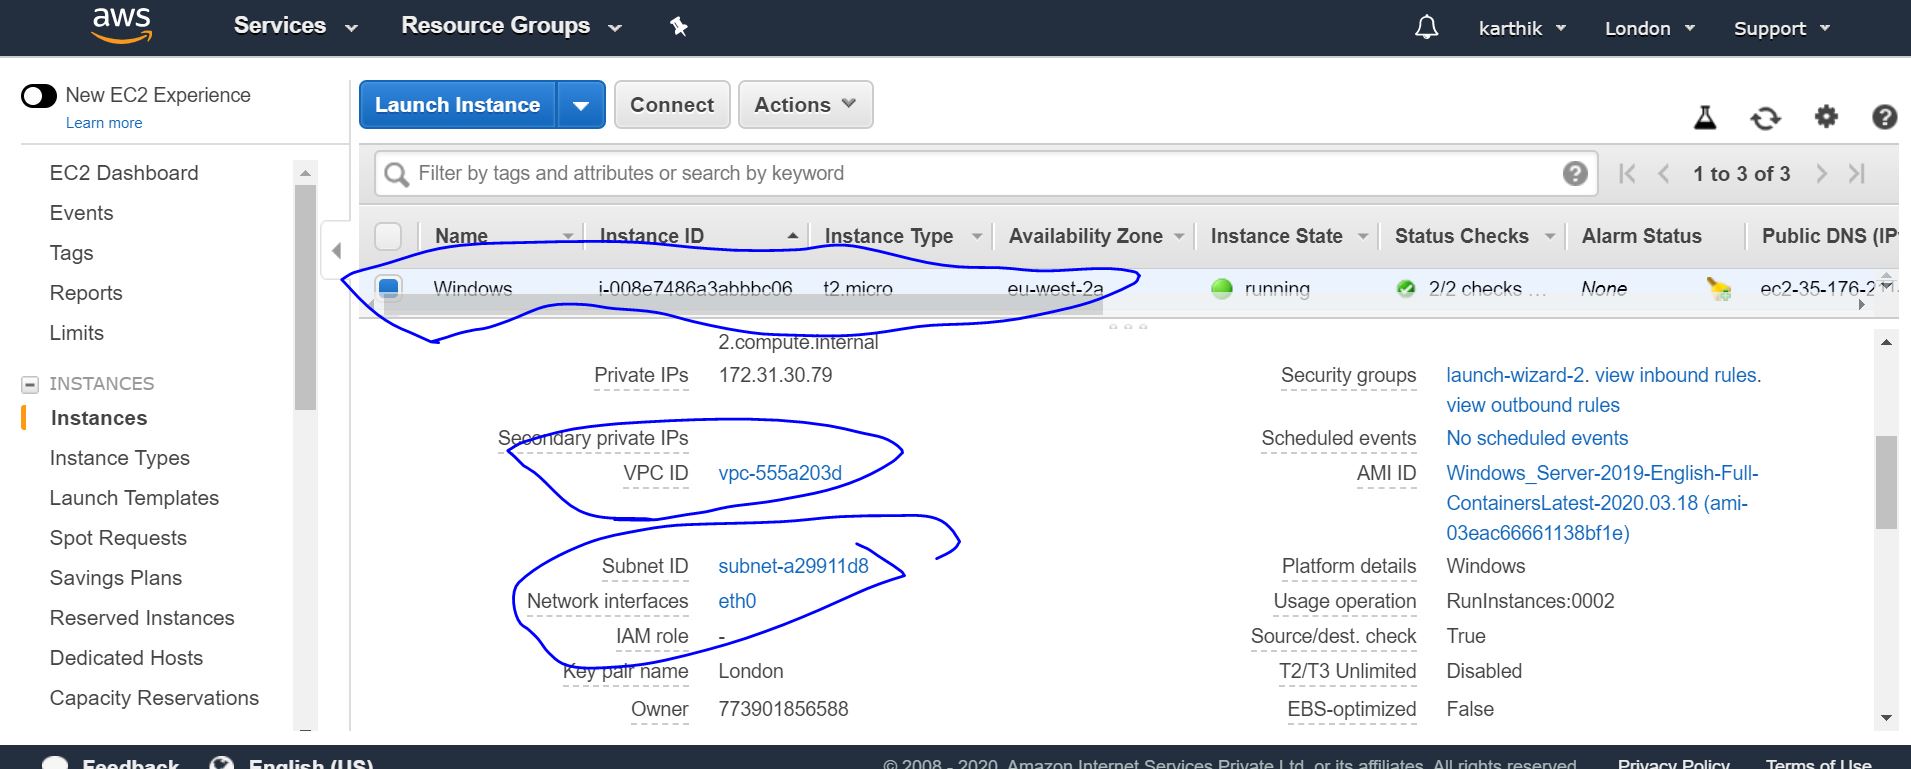 aws Services Resource Groups karthik London Support
New EC2 Experience
Learn more
EC2 Dashboard
Events
Tags
Reports
Limits
INSTANCES
Instances
Instance Types
Launch Templates
Spot Requests
Savings Plans
Reserved Instances
Dedicated Hosts
Capacity Reservations
Launch Instance Connect Actions
Filter by tags and attributes or search by keyword 1 to 3 of 3
Name Instance ID Instance Type Availability Zone Instance State Status Checks Alarm Status Public DNS (IP
Windows i-008e7486a3abbbc06 t2.micro eu-west-2a running 2/2 checks ... None ec2-35-176-211-
2.compute.internal
Private IPs 172.31.30.79
Secondary private IPs
VPC ID vpc-555a203d
Subnet ID subnet-a29911d8
Network interfaces eth0
IAM role -
Key pair name London
Owner 773901856588
Security groups launch-wizard-2. view inbound rules.
view outbound rules
Scheduled events No scheduled events
AMI ID Windows_Server-2019-English-Full-
ContainersLatest-2020.03.18 (ami-
03eac66661138bf1e)
Platform details Windows
Usage operation RunInstances:0002
Source/dest. check True
T2/T3 Unlimited Disabled
EBS-optimized False
Feedback English (US) © 2008 - 2020, Amazon Internet Services Private Ltd. or its affiliates. All rights reserved. Privacy Policy Terms of Use